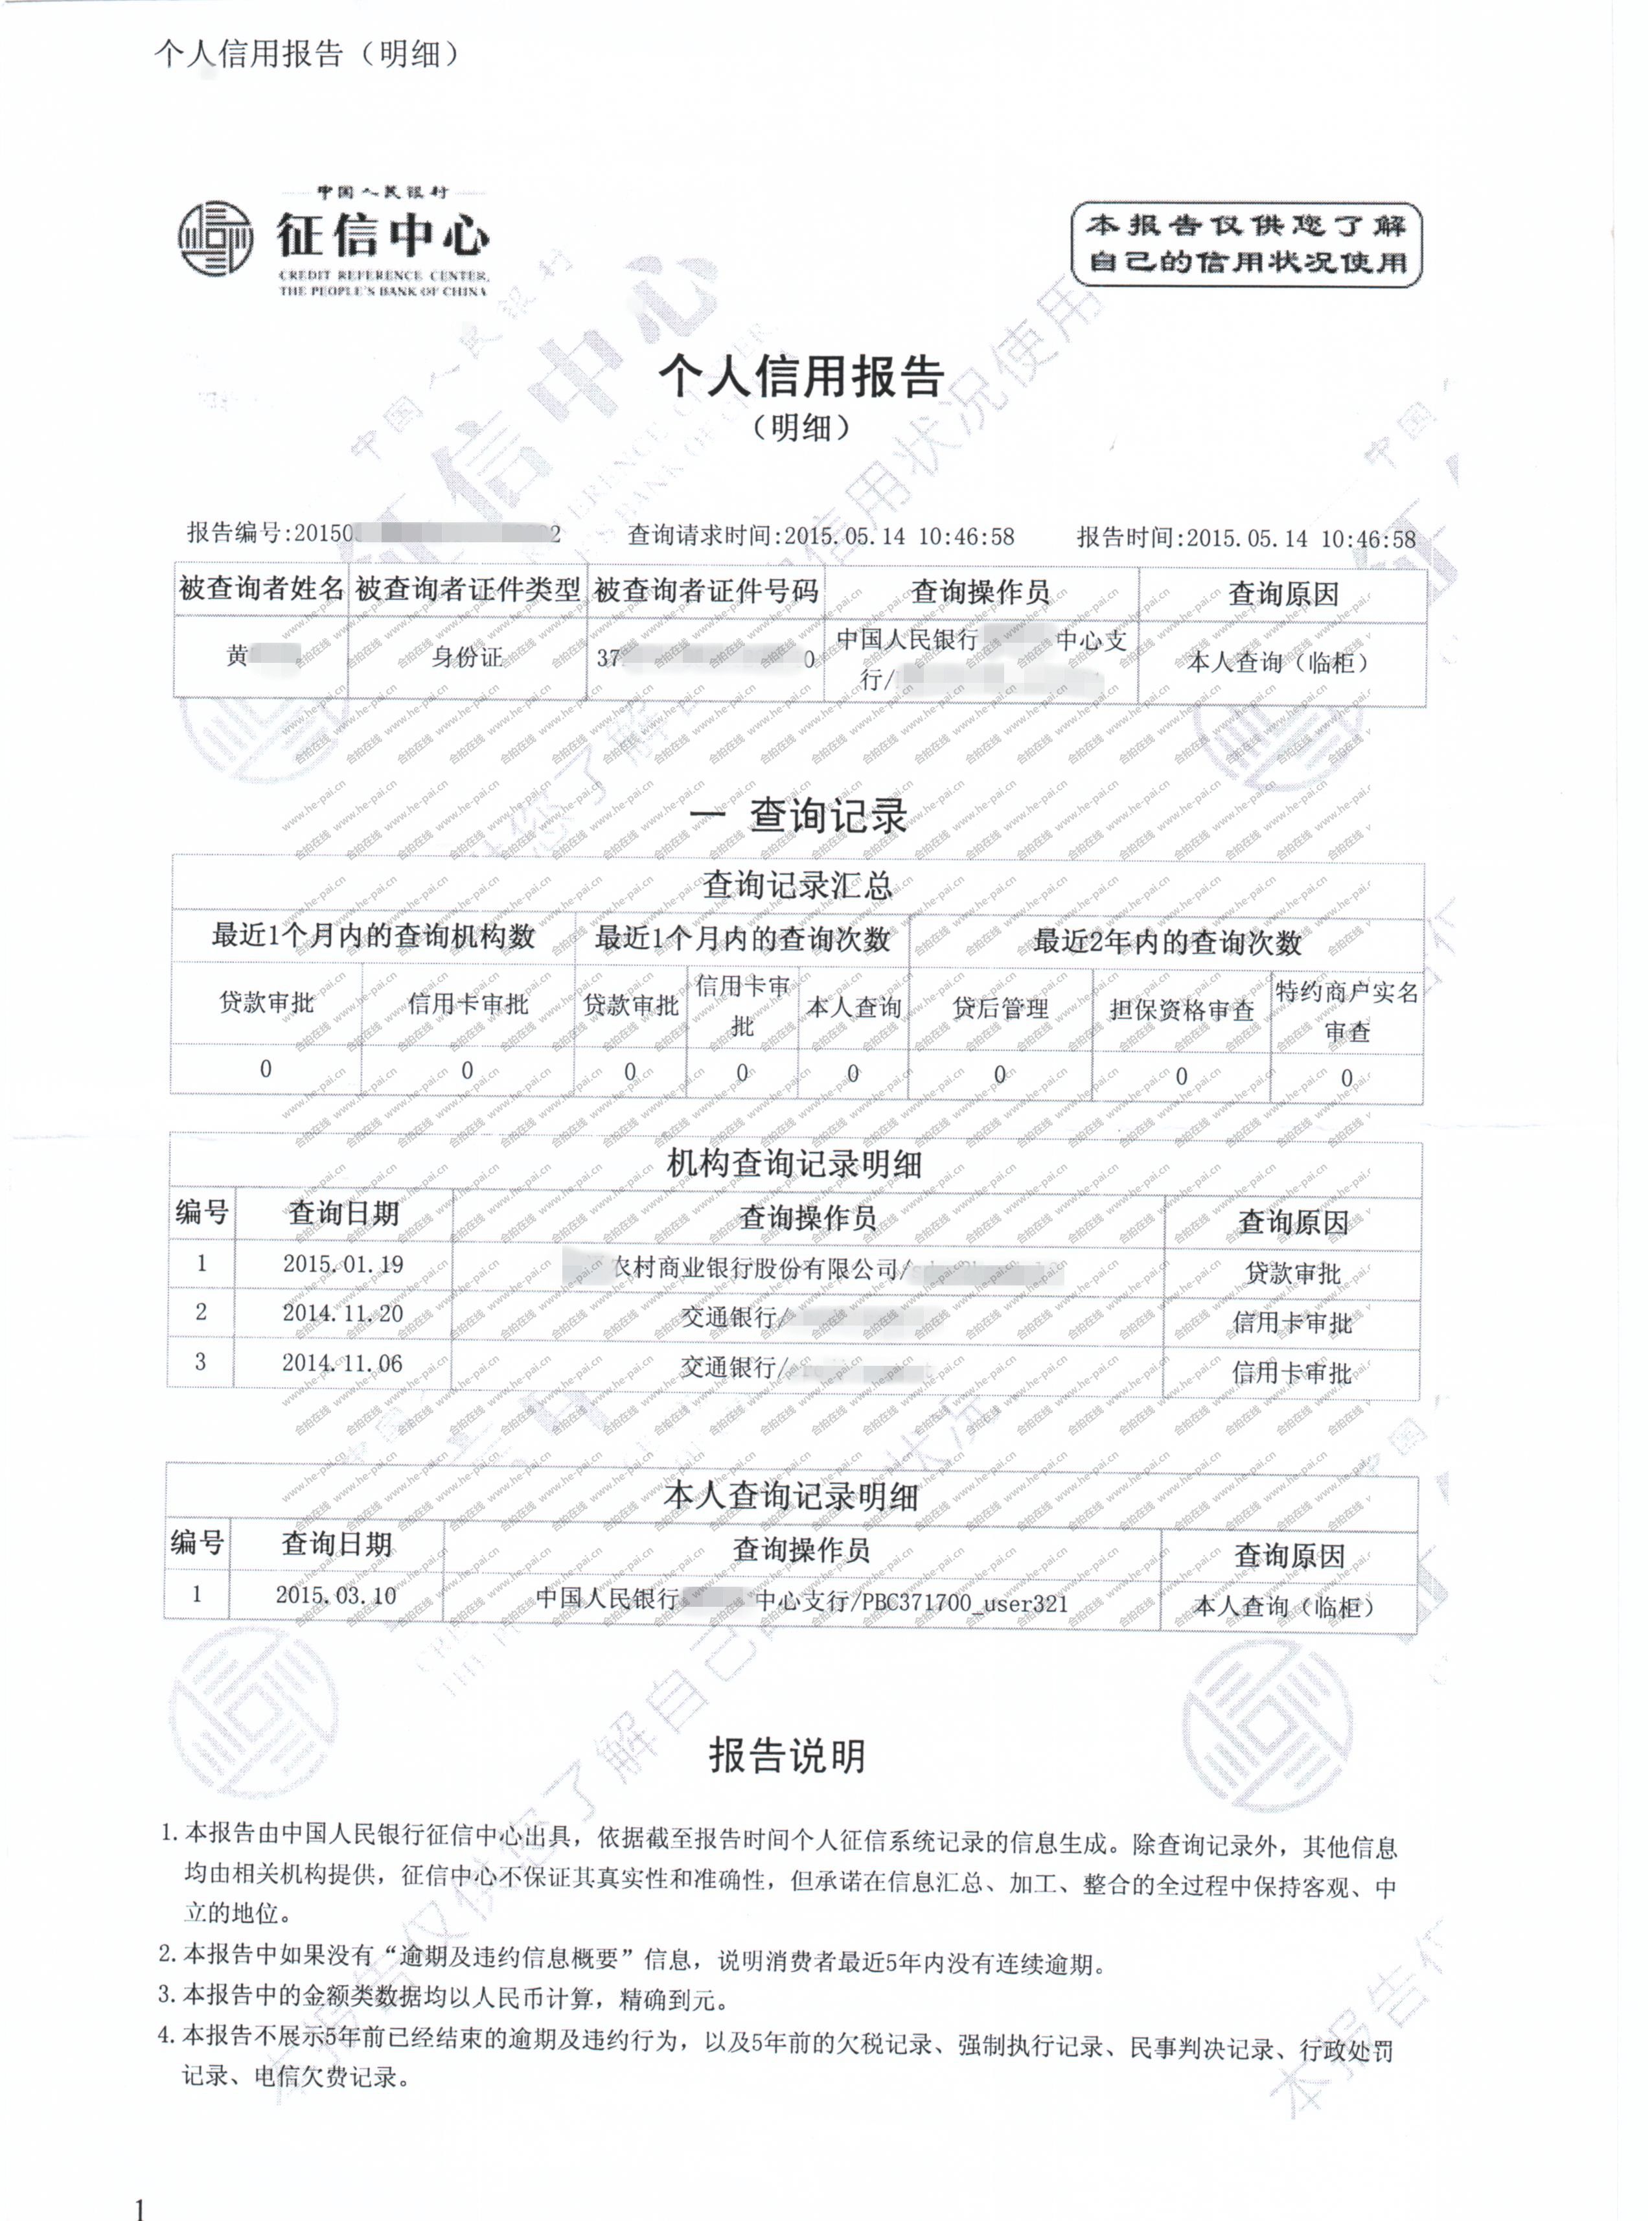 个人信用报告（明细）
中国人民银行
征信中心
CREDIT REFERENCE CENTER,
THE PEOPLE'S BANK OF CHINA
本报告仅供您了解
自己的信用状况使用
个人信用报告
（明细）
报告编号:20150 2 查询请求时间:2015.05.14 10:46:58 报告时间:2015.05.14 10:46:58
被查询者姓名 被查询者证件类型 被查询者证件号码 查询操作员 查询原因
黄 身份证 37 0 中国人民银行 中心支行/ 本人查询（临柜）
一 查询记录
查询记录汇总
最近1个月内的查询机构数 最近1个月内的查询次数 最近2年内的查询次数
贷款审批 信用卡审批 贷款审批 信用卡审批 本人查询 贷后管理 担保资格审查 特约商户实名审查
0 0 0 0 0 0 0 0
机构查询记录明细
编号 查询日期 查询操作员 查询原因
1 2015.01.19 农村商业银行股份有限公司/ 贷款审批
2 2014.11.20 交通银行/ 信用卡审批
3 2014.11.06 交通银行/ 信用卡审批
本人查询记录明细
编号 查询日期 查询操作员 查询原因
1 2015.03.10 中国人民银行 中心支行/PBC371700_user321 本人查询（临柜）
报告说明
1.本报告由中国人民银行征信中心出具，依据截至报告时间个人征信系统记录的信息生成。除查询记录外，其他信息
均由相关机构提供，征信中心不保证其真实性和准确性，但承诺在信息汇总、加工、整合的全过程中保持客观、中
立的地位。
2.本报告中如果没有“逾期及违约信息概要”信息，说明消费者最近5年内没有连续逾期。
3.本报告中的金额类数据均以人民币计算，精确到元。
4.本报告不展示5年前已经结束的逾期及违约行为，以及5年前的欠税记录、强制执行记录、民事判决记录、行政处罚
记录、电信欠费记录。
1
合拍在线 www.he-pai.cn